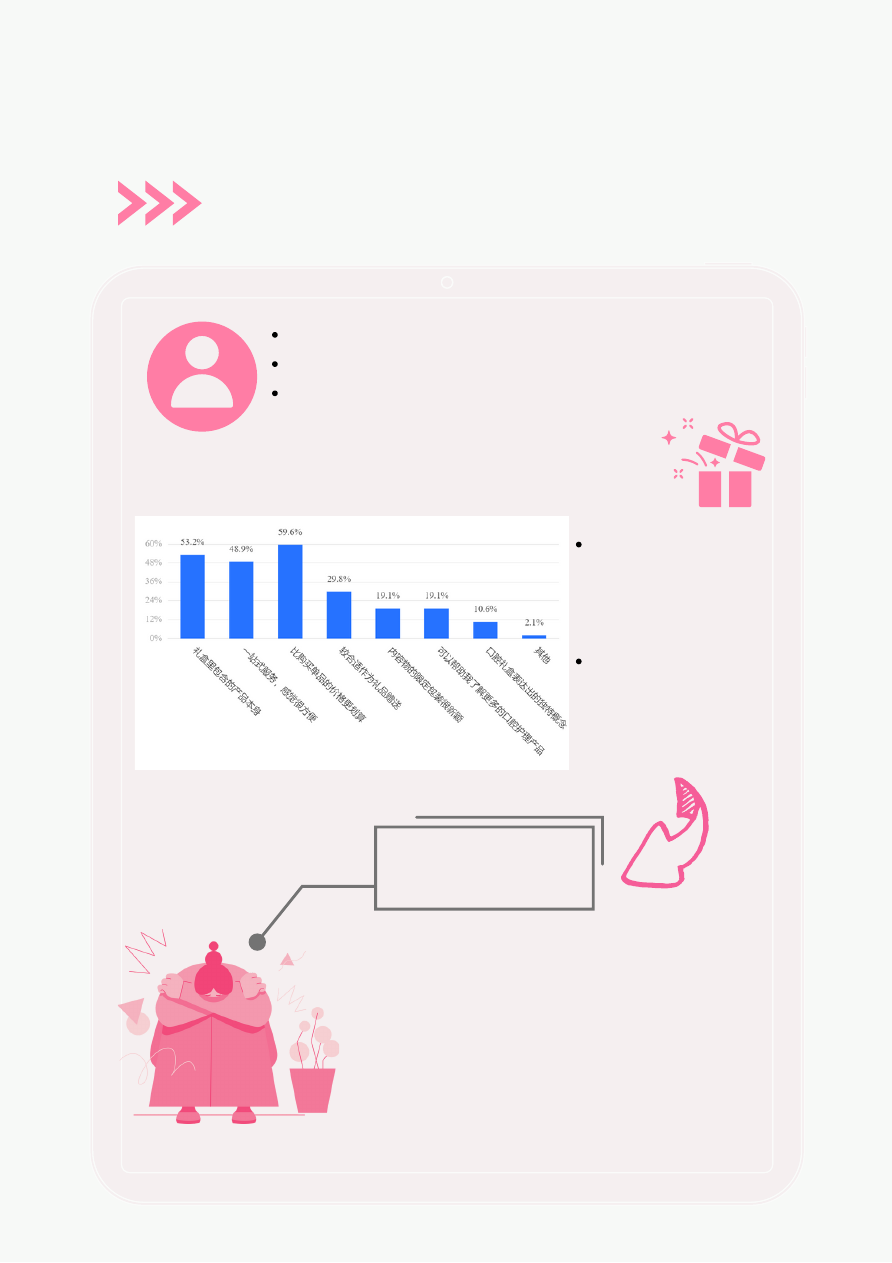 59.6%
60%
53.2%
48.9%
48%
36%
29.8%
24%
19.1%
19.1%
12%
10.6%
2.1%
0%
礼盒里包含的产品本身
一站式服务，感觉很方便
比购买单品的价格更划算
较合适作为礼品赠送
内容物的限定包装很新颖
可以帮助我了解更多的口腔护理产品
口腔礼盒表达出的独特概念
其他